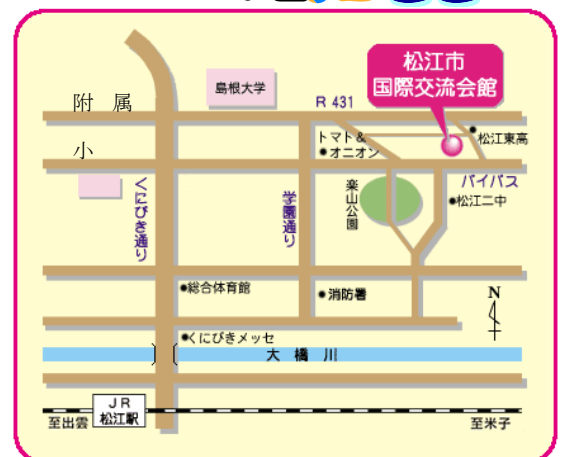 松江市
国際交流会館
島根大学
附 属
小
R 431
トマト&
オニオン
松江東高
バイパス
松江二中
くにびき通り
学園通り
楽山公園
総合体育館
消防署
N
くにびきメッセ
大 橋 川
JR
松江駅
至出雲
至米子